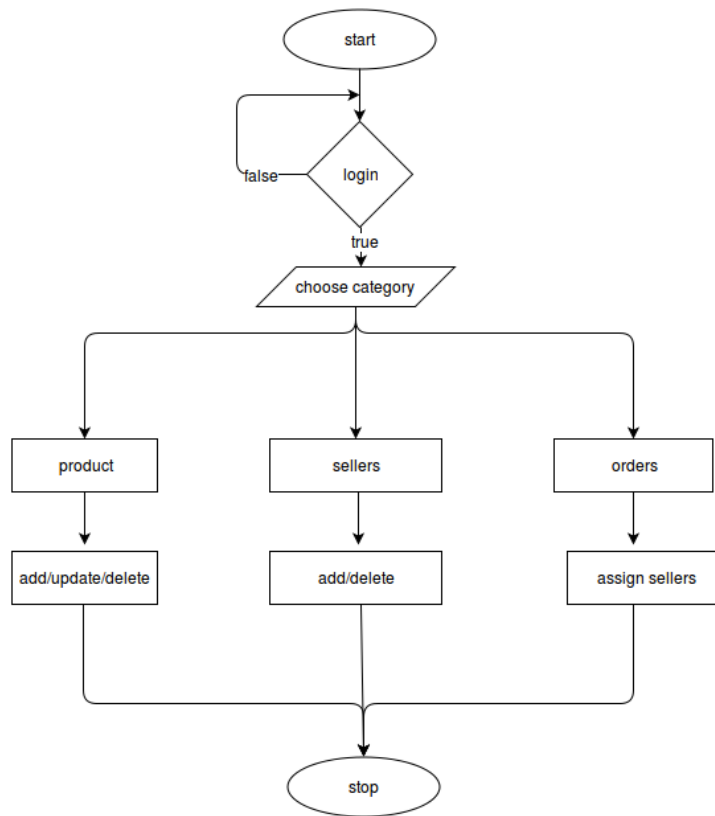 start
login
false
true
choose category
product
sellers
orders
add/update/delete
add/delete
assign sellers
stop